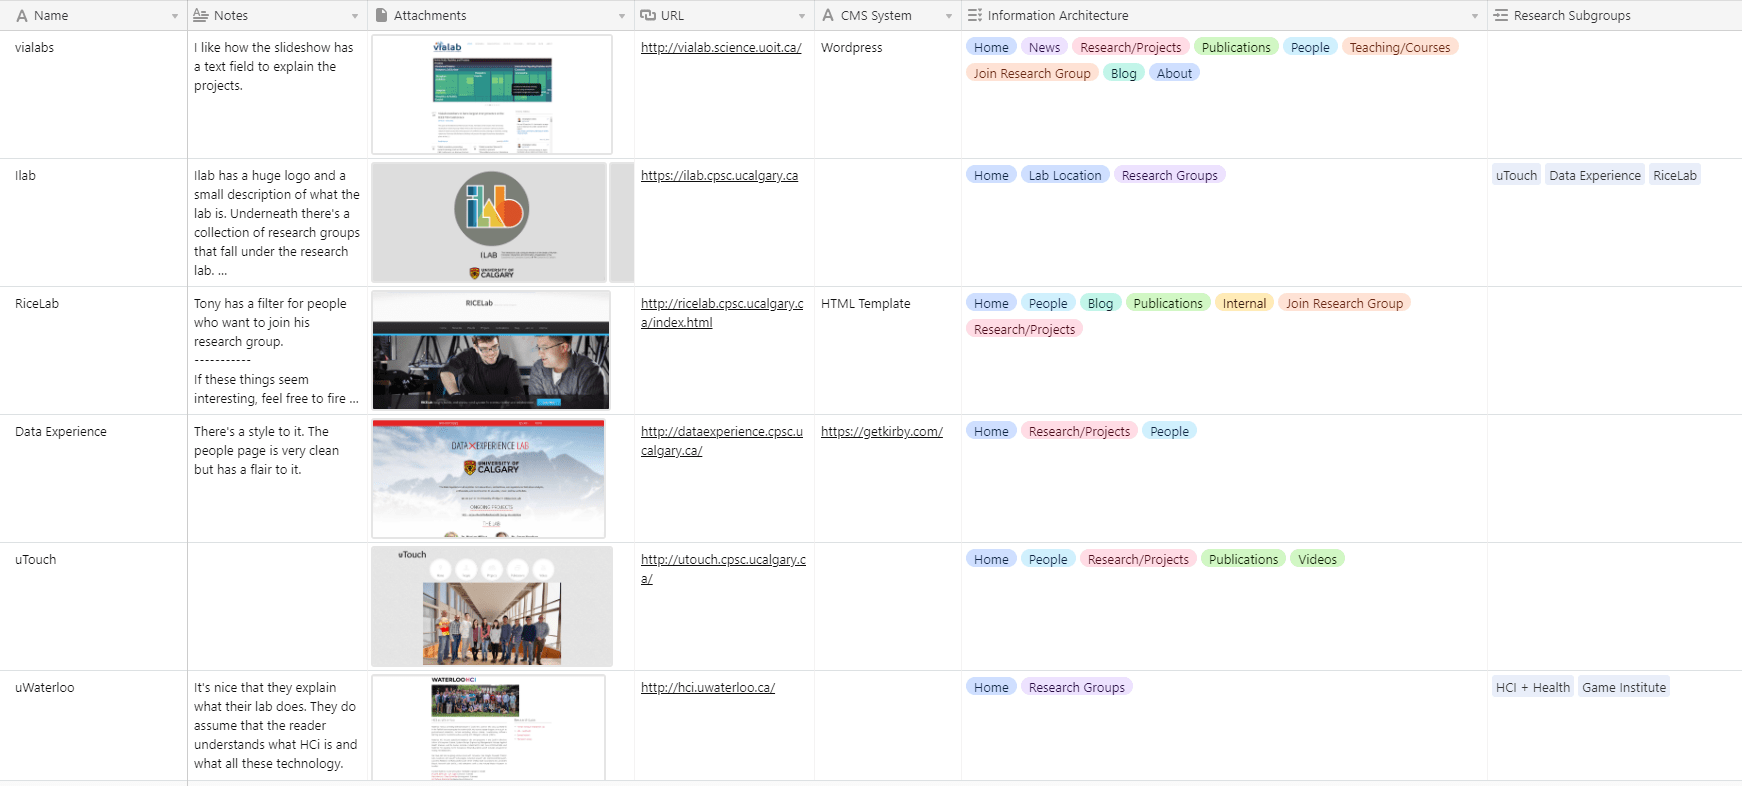 Name
Notes
Attachments
URL
CMS System
Information Architecture
Research Subgroups
vialabs
I like how the slideshow has
a text field to explain the
projects.
vialab
http://vialab.science.uoit.ca/
Wordpress
Home News Research/Projects Publications People Teaching/Courses
Join Research Group Blog About
Ilab
Ilab has a huge logo and a
small description of what the
lab is. Underneath there's a
collection of research groups
that fall under the research
lab. ...
ilab
ILAB
UNIVERSITY OF
CALGARY
https://ilab.cpsc.ucalgary.ca
Home Lab Location Research Groups
uTouch Data Experience RiceLab
RiceLab
Tony has a filter for people
who want to join his
research group.
-----------
If these things seem
interesting, feel free to fire ...
RICELab
http://ricelab.cpsc.ucalgary.c
a/index.html
HTML Template
Home People Blog Publications Internal Join Research Group
Research/Projects
Data Experience
There's a style to it. The
people page is very clean
but has a flair to it.
DATA EXPERIENCE LAB
UNIVERSITY OF
CALGARY
ONGOING PROJECTS
THE LAB
http://dataexperience.cpsc.u
calgary.ca/
https://getkirby.com/
Home Research/Projects People
uTouch
uTouch
http://utouch.cpsc.ucalgary.c
a/
Home People Research/Projects Publications Videos
uWaterloo
It's nice that they explain
what their lab does. They do
assume that the reader
understands what HCi is and
what all these technology.
WATERLOOHCI
http://hci.uwaterloo.ca/
Home Research Groups
HCI + Health Game Institute